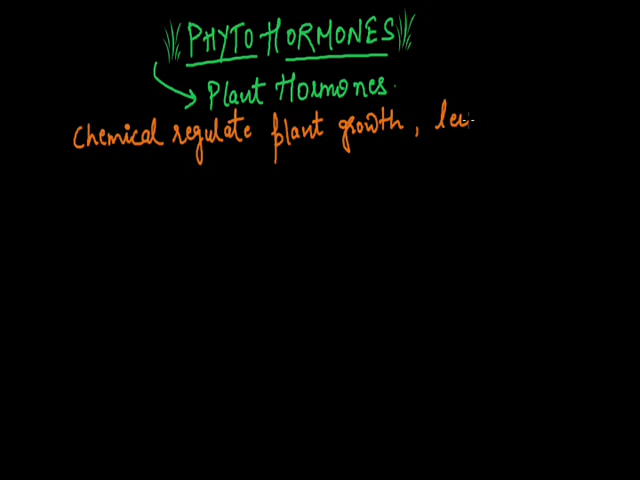 PHYTO HORMONES
Plant Hormones.
Chemical regulate plant growth,